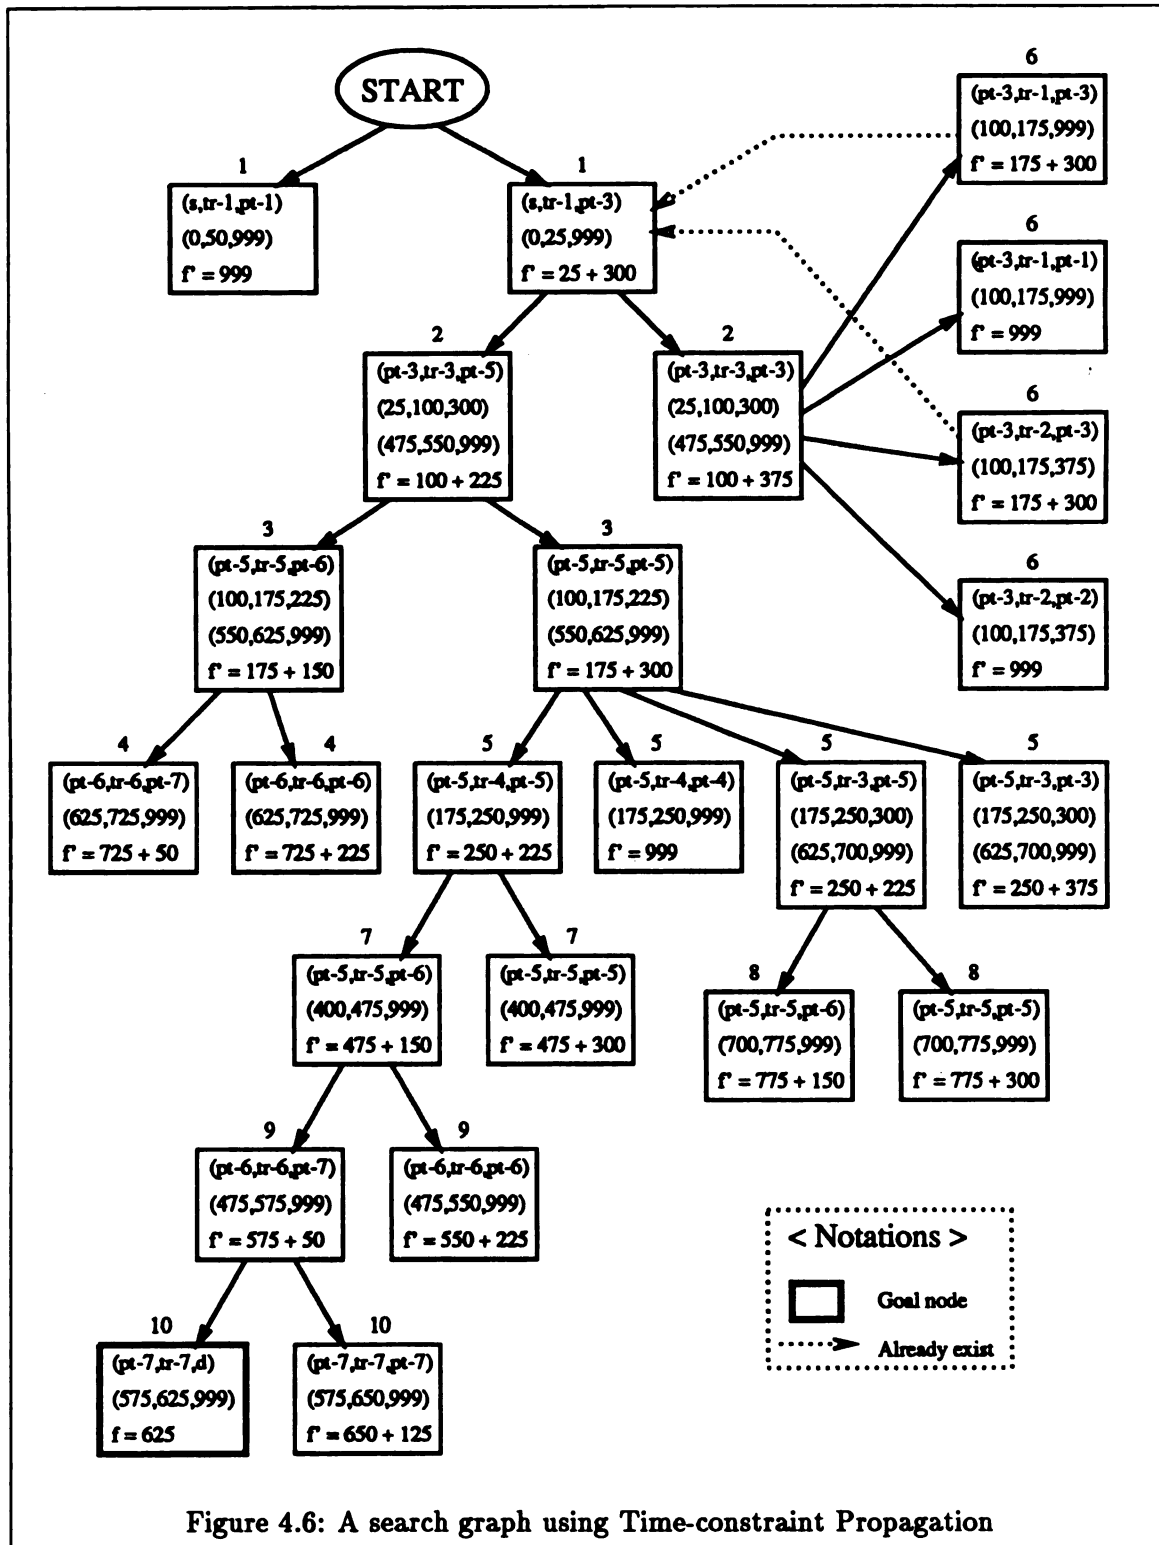 START
1
(s,tr-1,pt-1)
(0,50,999)
f' = 999
1
(s,tr-1,pt-3)
(0,25,999)
f' = 25 + 300
6
(pt-3,tr-1,pt-3)
(100,175,999)
f' = 175 + 300
6
(pt-3,tr-1,pt-1)
(100,175,999)
f' = 999
2
(pt-3,tr-3,pt-5)
(25,100,300)
(475,550,999)
f' = 100 + 225
2
(pt-3,tr-3,pt-3)
(25,100,300)
(475,550,999)
f' = 100 + 375
6
(pt-3,tr-2,pt-3)
(100,175,375)
f' = 175 + 300
6
(pt-3,tr-2,pt-2)
(100,175,375)
f' = 999
3
(pt-5,tr-5,pt-6)
(100,175,225)
(550,625,999)
f' = 175 + 150
3
(pt-5,tr-5,pt-5)
(100,175,225)
(550,625,999)
f' = 175 + 300
4
(pt-6,tr-6,pt-7)
(625,725,999)
f' = 725 + 50
4
(pt-6,tr-6,pt-6)
(625,725,999)
f' = 725 + 225
5
(pt-5,tr-4,pt-5)
(175,250,999)
f' = 250 + 225
5
(pt-5,tr-4,pt-4)
(175,250,999)
f' = 999
5
(pt-5,tr-3,pt-5)
(175,250,300)
(625,700,999)
f' = 250 + 225
5
(pt-5,tr-3,pt-3)
(175,250,300)
(625,700,999)
f' = 250 + 375
7
(pt-5,tr-5,pt-6)
(400,475,999)
f' = 475 + 150
7
(pt-5,tr-5,pt-5)
(400,475,999)
f' = 475 + 300
8
(pt-5,tr-5,pt-6)
(700,775,999)
f' = 775 + 150
8
(pt-5,tr-5,pt-5)
(700,775,999)
f' = 775 + 300
9
(pt-6,tr-6,pt-7)
(475,575,999)
f' = 575 + 50
9
(pt-6,tr-6,pt-6)
(475,550,999)
f' = 550 + 225
10
(pt-7,tr-7,d)
(575,625,999)
f = 625
10
(pt-7,tr-7,pt-7)
(575,650,999)
f' = 650 + 125
< Notations >
Goal node
Already exist
Figure 4.6: A search graph using Time-constraint Propagation